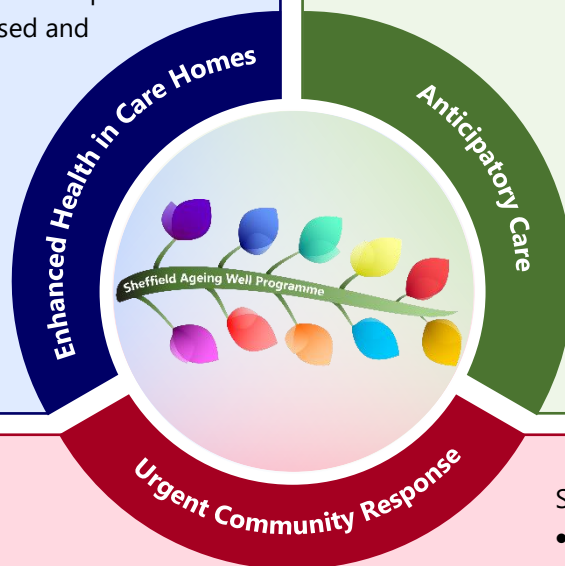 sed and
Enhanced Health in Care Homes
Anticipatory Care
Sheffield Ageing Well Programme
Urgent Community Response
S
•